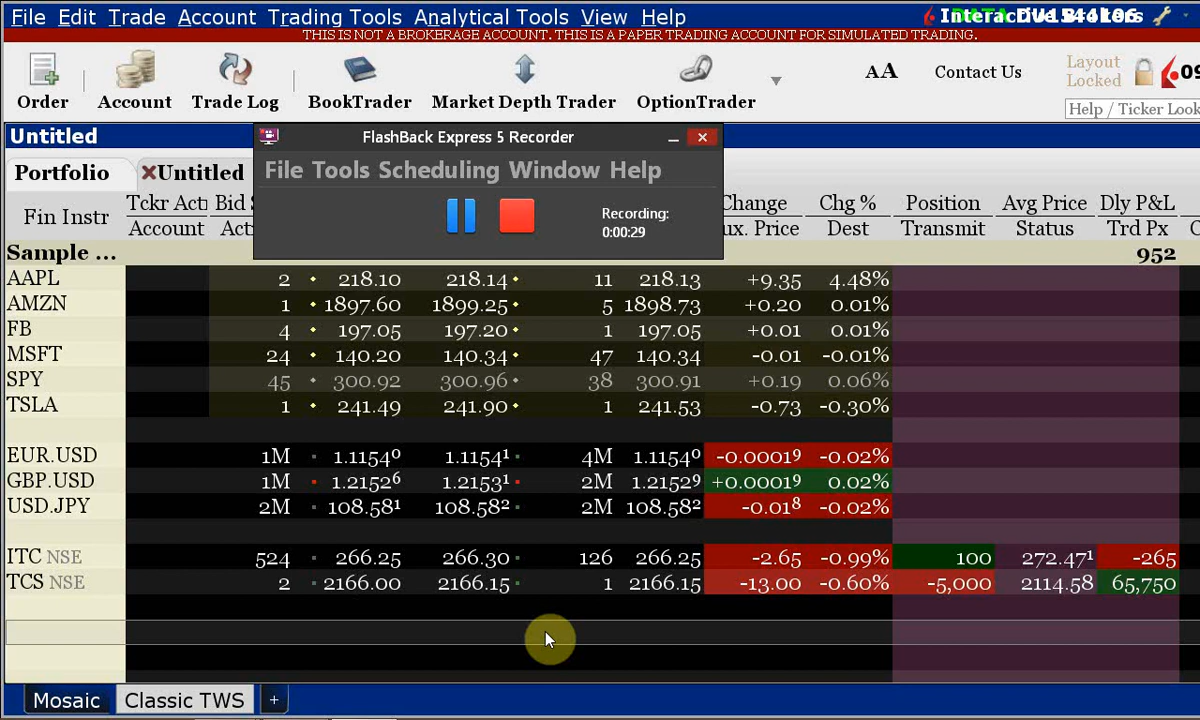 File Edit Trade Account Trading Tools Analytical Tools View Help
THIS IS NOT A BROKERAGE ACCOUNT. THIS IS A PAPER TRADING ACCOUNT FOR SIMULATED TRADING.
Order Account Trade Log BookTrader Market Depth Trader OptionTrader AA Contact Us Layout Locked 09
Help / Ticker Look
Untitled
FlashBack Express 5 Recorder
File Tools Scheduling Window Help
Recording:
0:00:29
Portfolio Untitled
Fin Instr Tckr Acti Bid Change Chg % Position Avg Price Dly P&L
Account ux. Price Dest Transmit Status Trd Px
Sample ... 952
AAPL 2 218.10 218.14 11 218.13 +9.35 4.48%
AMZN 1 1897.60 1899.25 5 1898.73 +0.20 0.01%
FB 4 197.05 197.20 1 197.05 +0.01 0.01%
MSFT 24 140.20 140.34 47 140.34 -0.01 -0.01%
SPY 45 300.92 300.96 38 300.91 +0.19 0.06%
TSLA 1 241.49 241.90 1 241.53 -0.73 -0.30%
EUR.USD 1M 1.1154⁰ 1.1154¹ 4M 1.1154⁰ -0.0001⁹ -0.02%
GBP.USD 1M 1.2152⁶ 1.2153¹ 2M 1.2152⁹ +0.0001⁹ 0.02%
USD.JPY 2M 108.58¹ 108.58² 2M 108.58² -0.01⁸ -0.02%
ITC NSE 524 266.25 266.30 126 266.25 -2.65 -0.99% 100 272.47¹ -265
TCS NSE 2 2166.00 2166.15 1 2166.15 -13.00 -0.60% -5,000 2114.58 65,750
Mosaic Classic TWS +